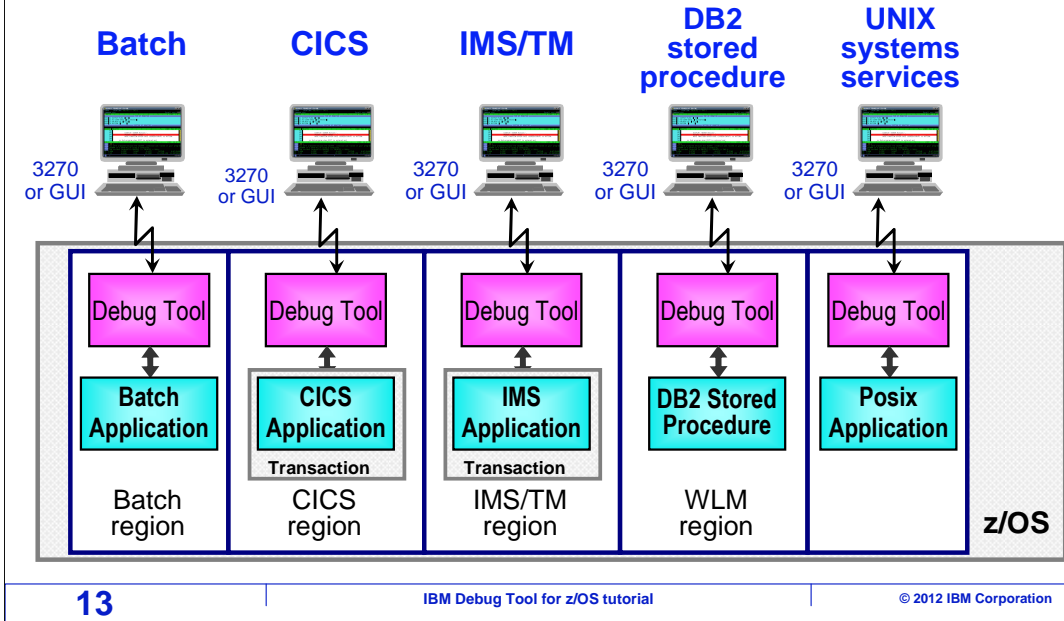 Batch
CICS
IMS/TM
DB2
stored
procedure
UNIX
systems
services
3270
or GUI
3270
or GUI
3270
or GUI
3270
or GUI
3270
or GUI
Debug Tool
Debug Tool
Debug Tool
Debug Tool
Debug Tool
Batch
Application
CICS
Application
Transaction
IMS
Application
Transaction
DB2 Stored
Procedure
Posix
Application
Batch
region
CICS
region
IMS/TM
region
WLM
region
z/OS
13
IBM Debug Tool for z/OS tutorial
© 2012 IBM Corporation